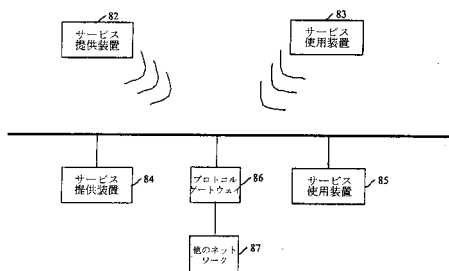 82
サービス
提供装置
83
サービス
使用装置
サービス
提供装置
84
プロトコル
ゲートウェイ
86
サービス
使用装置
85
他のネット
ワーク
87